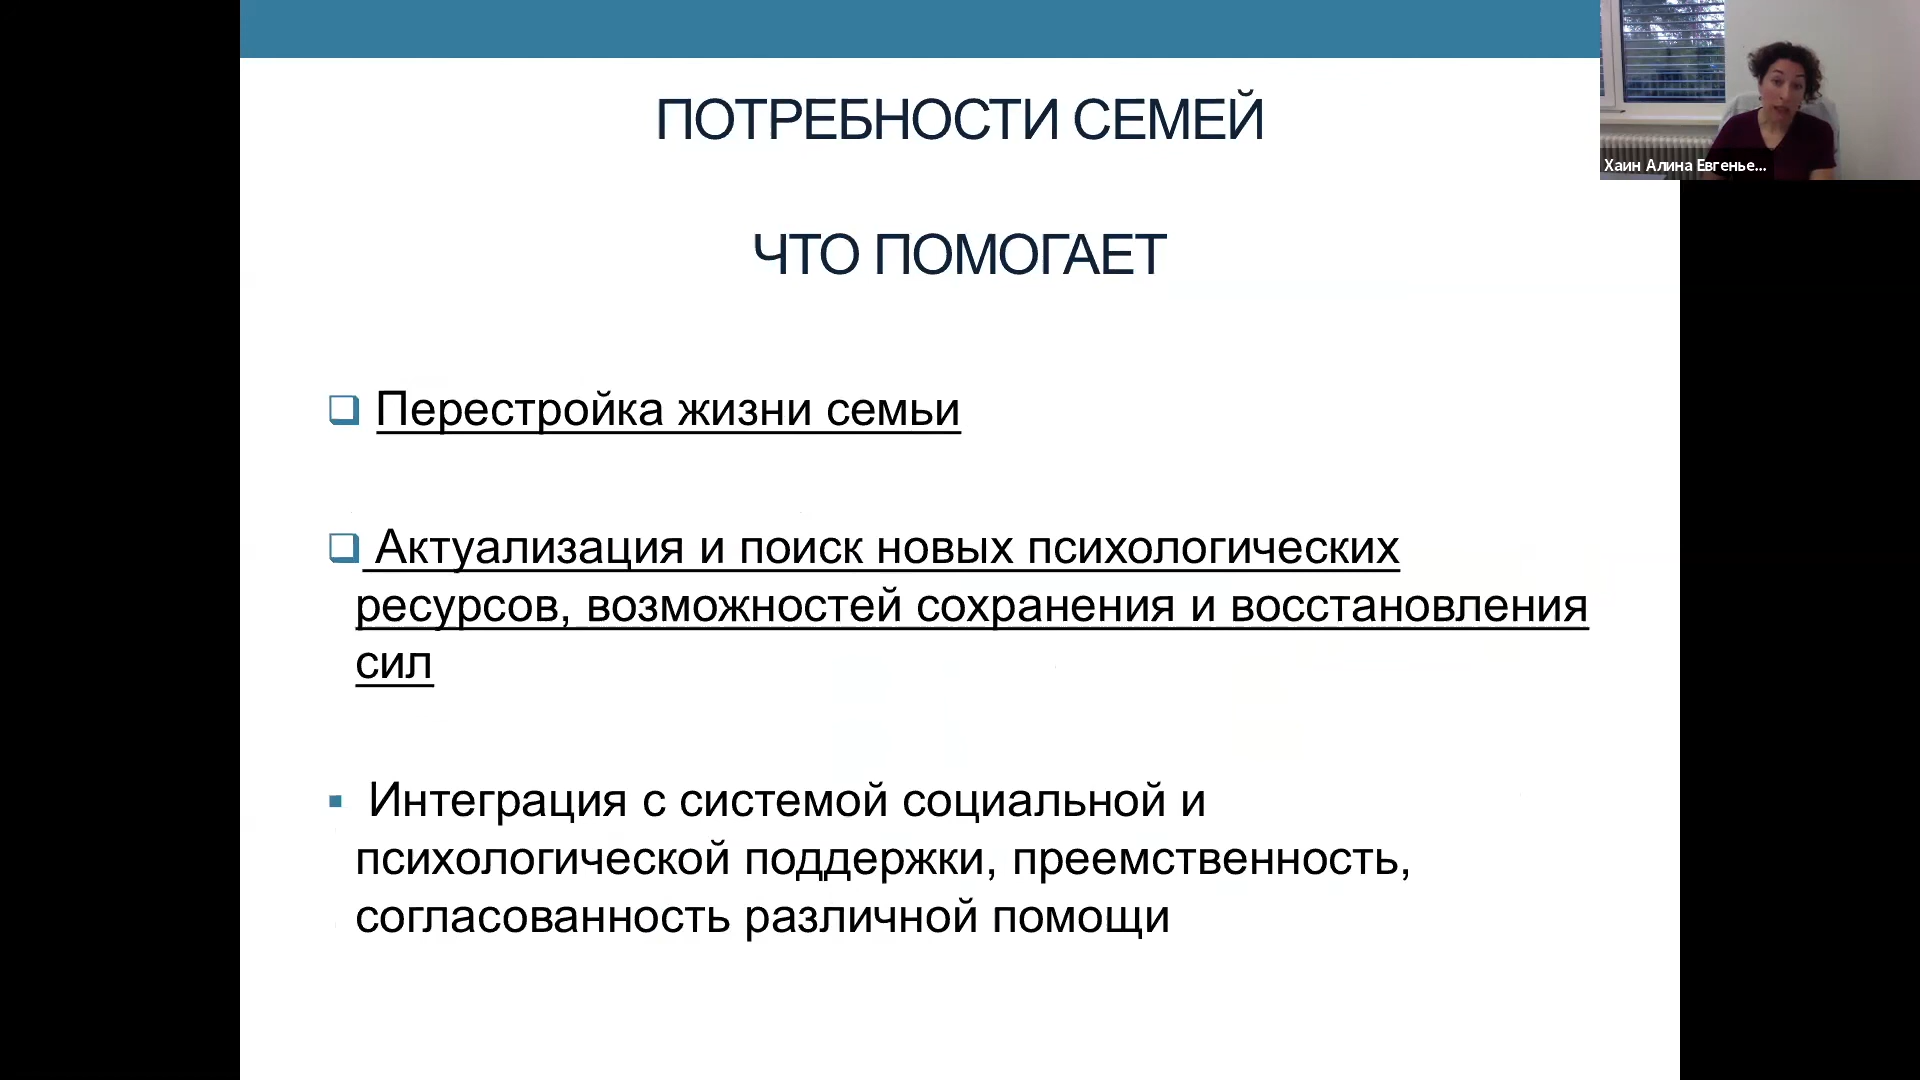 ПОТРЕБНОСТИ СЕМЕЙ
ЧТО ПОМОГАЕТ
Хаин Алина Евгенье...
Перестройка жизни семьи
Актуализация и поиск новых психологических
ресурсов, возможностей сохранения и восстановления
сил
Интеграция с системой социальной и
психологической поддержки, преемственность,
согласованность различной помощи